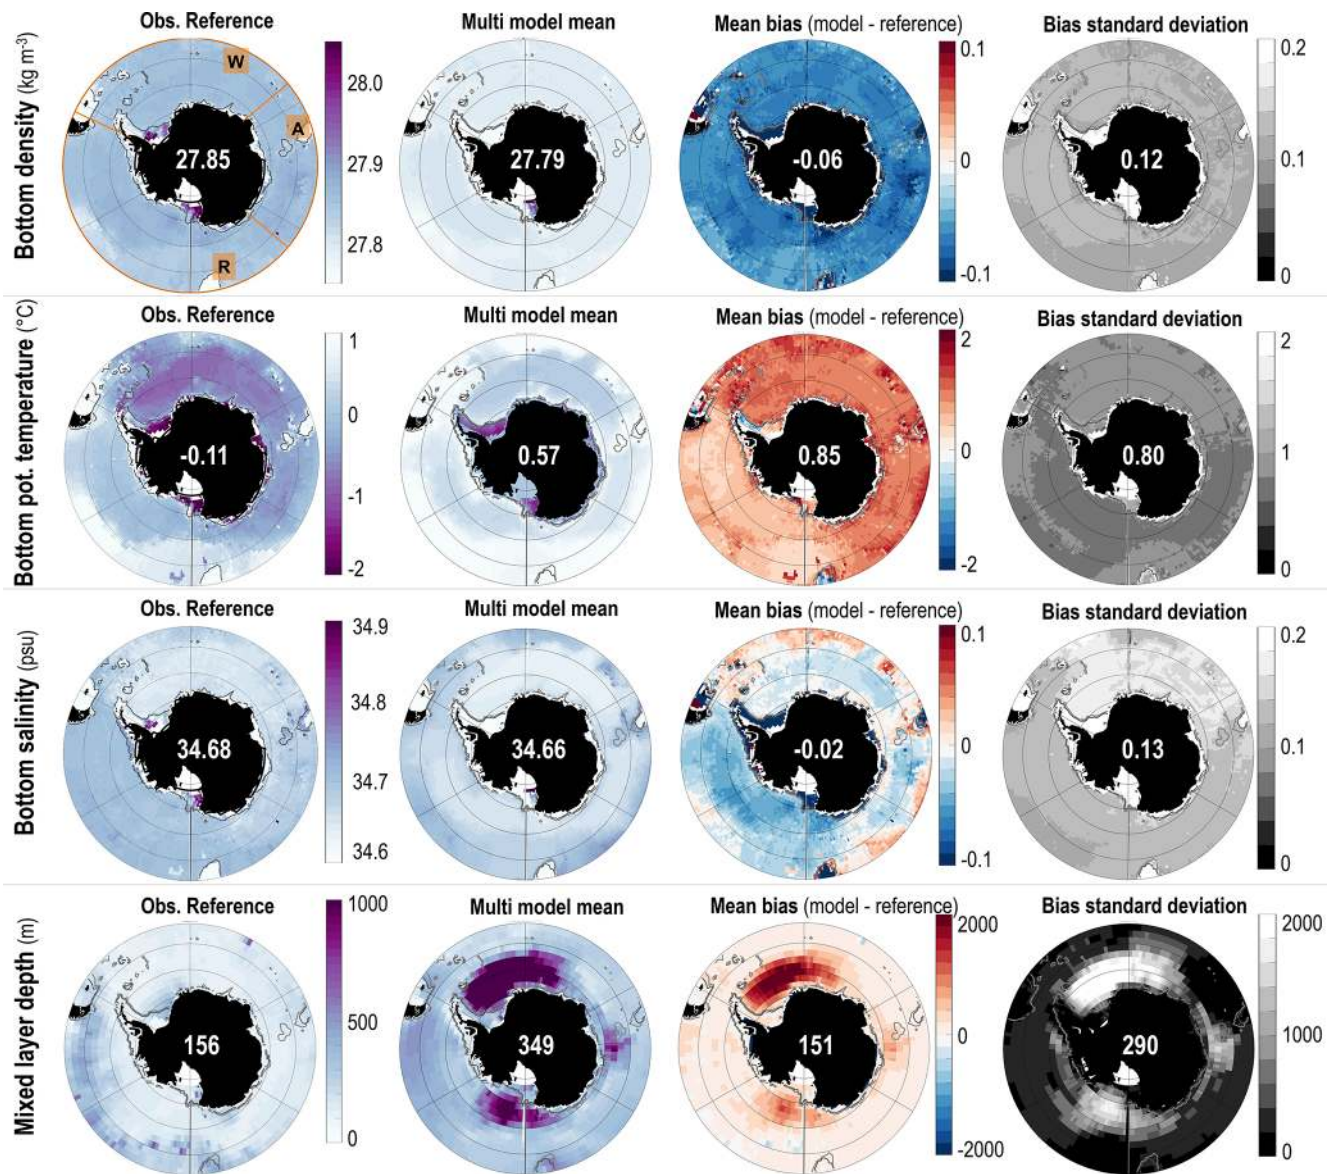 Obs. Reference
Multi model mean
Mean bias (model - reference)
Bias standard deviation
Bottom density (kg m⁻³)
W
A
R
27.85
28.0
27.9
27.8
27.79
-0.06
0.1
0
-0.1
0.12
0.2
0.1
0
Obs. Reference
Multi model mean
Mean bias (model - reference)
Bias standard deviation
Bottom pot. temperature (°C)
-0.11
1
0
-1
-2
0.57
0.85
2
0
-2
0.80
2
1
0
Obs. Reference
Multi model mean
Mean bias (model - reference)
Bias standard deviation
Bottom salinity (psu)
34.68
34.9
34.8
34.7
34.6
34.66
-0.02
0.1
0
-0.1
0.13
0.2
0.1
0
Obs. Reference
Multi model mean
Mean bias (model - reference)
Bias standard deviation
Mixed layer depth (m)
156
1000
500
0
349
151
2000
0
-2000
290
2000
1000
0